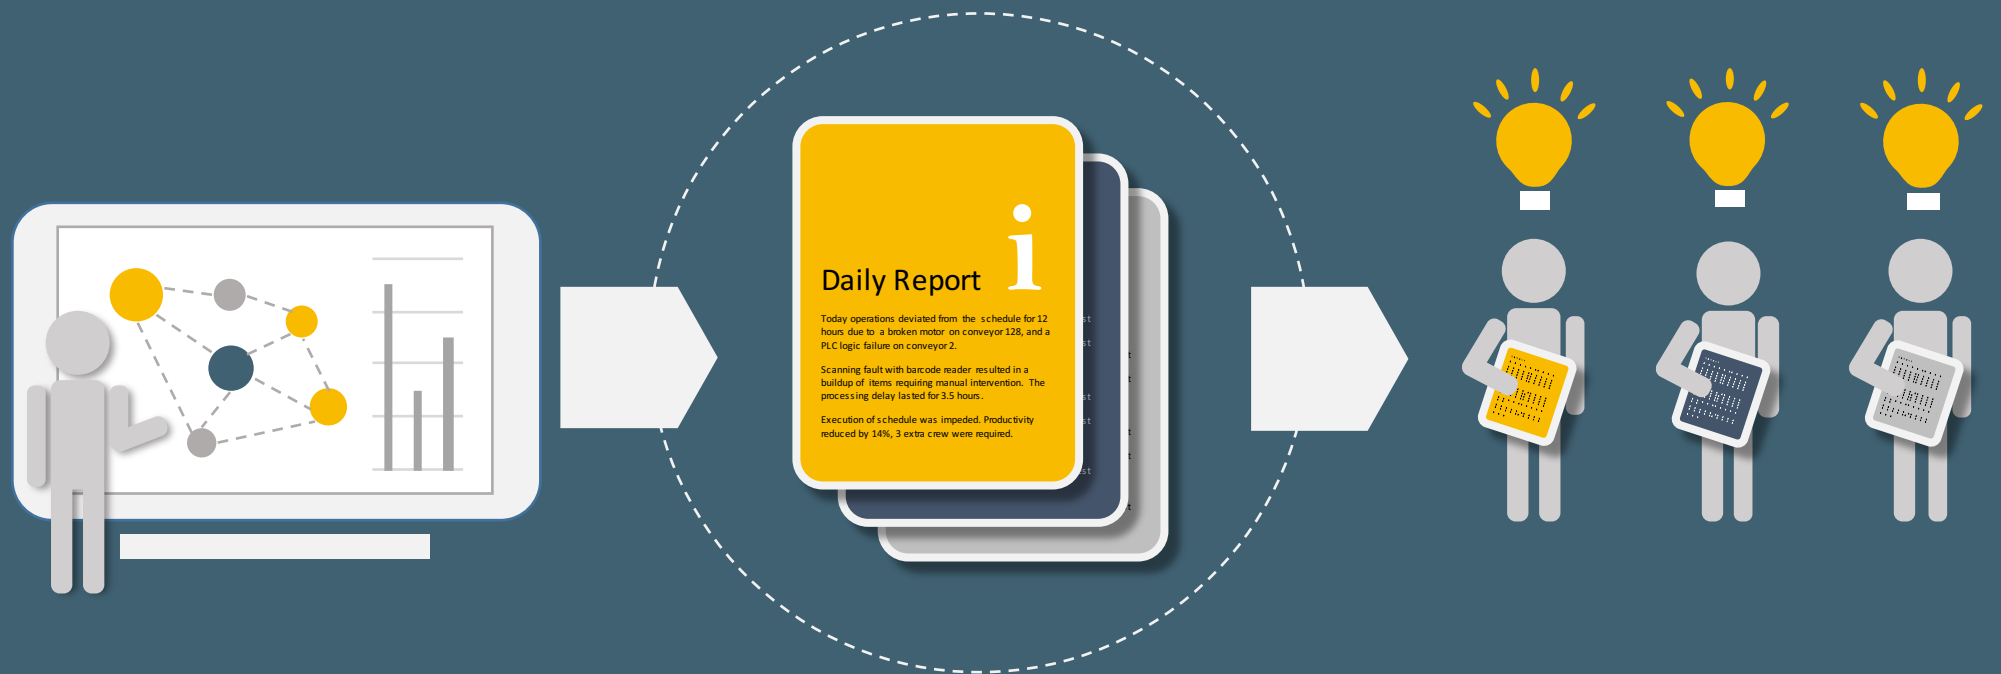 i
Daily Report
Today operations deviated from the schedule for 12
hours due to a broken motor on conveyor 128, and a
PLC logic failure on conveyor 2.
Scanning fault with barcode reader resulted in a
buildup of items requiring manual intervention. The
processing delay lasted for 3.5 hours.
Execution of schedule was impeded. Productivity
reduced by 14%, 3 extra crew were required.